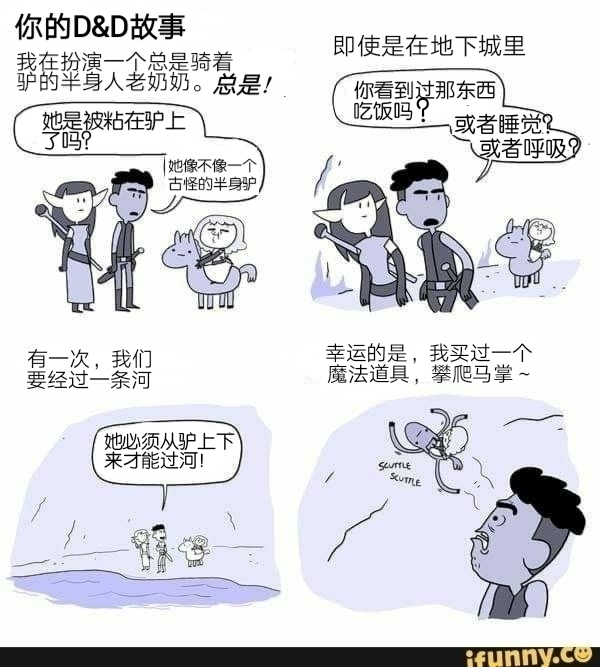 你的D&D故事
我在扮演一个总是骑着
驴的半身人老奶奶。总是!
她是被粘在驴上
了吗?
她像不像一个
古怪的半身驴
即使是在地下城里
你看到过那东西
吃饭吗?
或者睡觉?
或者呼吸?
有一次，我们
要经过一条河
她必须从驴上下
来才能过河!
幸运的是，我买过一个
魔法道具，攀爬马掌~
SCUTTLE
SCUTTLE
ifunny.co